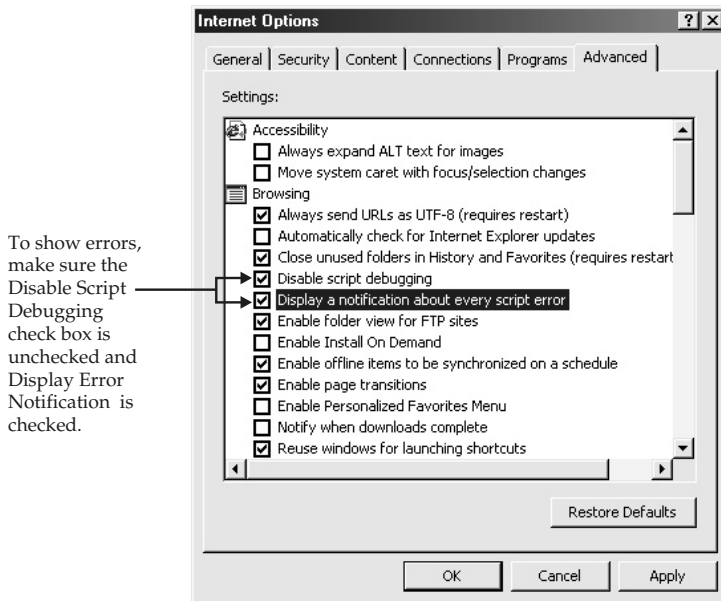 Internet Options
General Security Content Connections Programs Advanced
Settings:
Accessibility
Always expand ALT text for images
Move system caret with focus/selection changes
Browsing
Always send URLs as UTF-8 (requires restart)
Automatically check for Internet Explorer updates
Close unused folders in History and Favorites (requires restart
Disable script debugging
Display a notification about every script error
Enable folder view for FTP sites
Enable Install On Demand
Enable offline items to be synchronized on a schedule
Enable page transitions
Enable Personalized Favorites Menu
Notify when downloads complete
Reuse windows for launching shortcuts
Restore Defaults
OK Cancel Apply
To show errors,
make sure the
Disable Script
Debugging
check box is
unchecked and
Display Error
Notification is
checked.